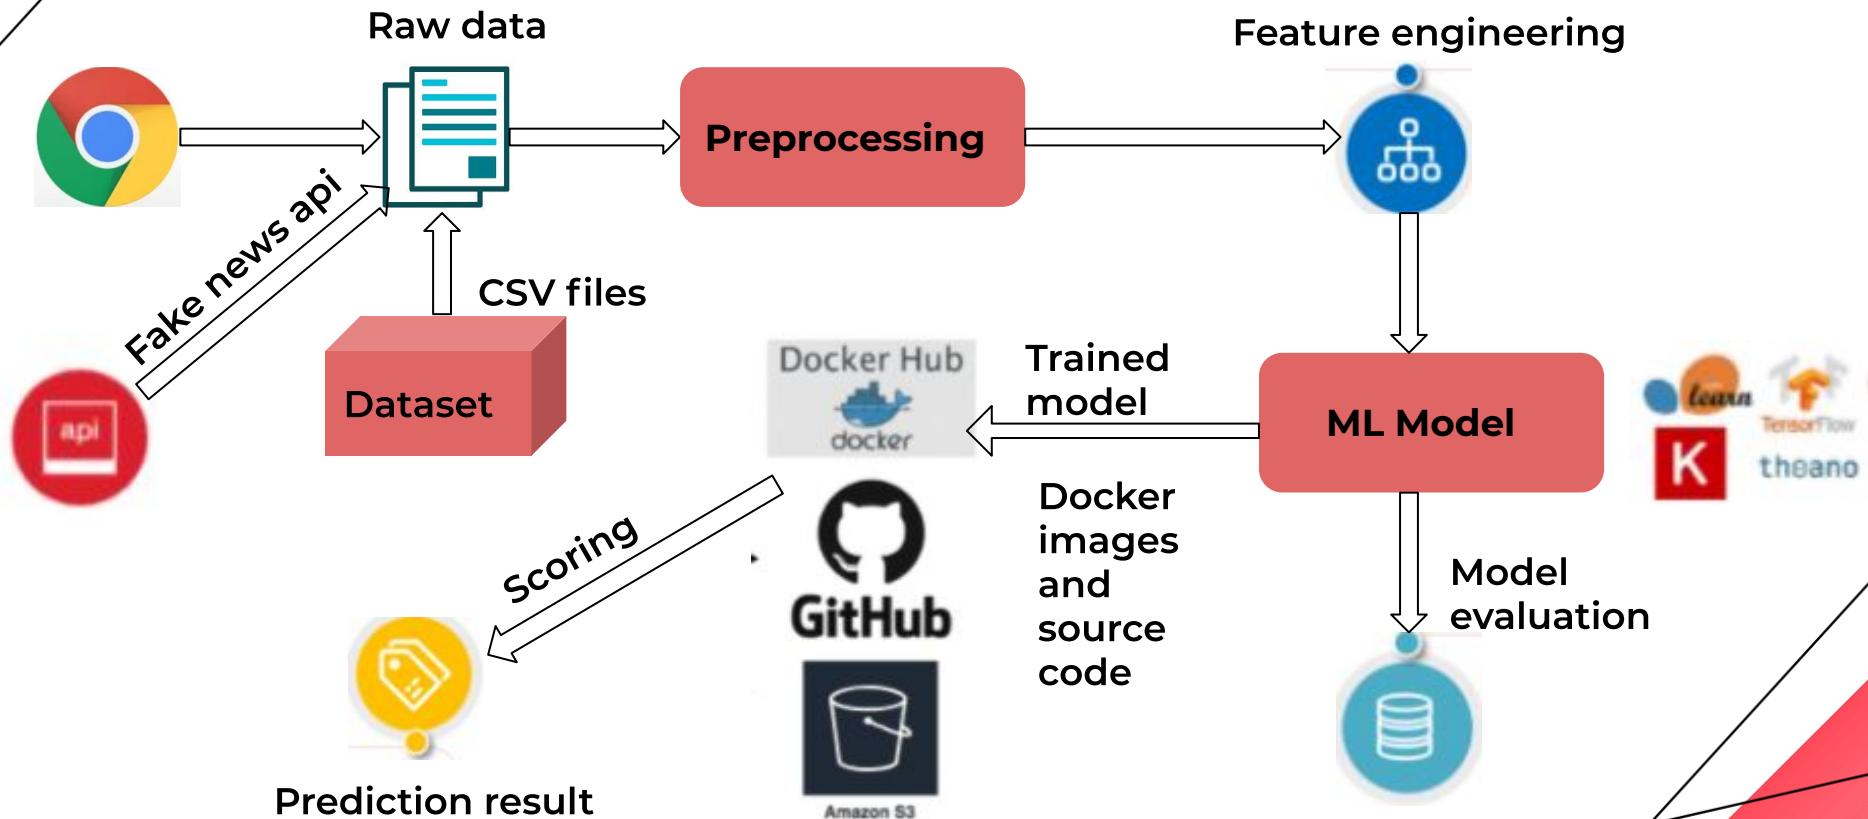 Raw data
Feature engineering
Preprocessing
Fake news api
CSV files
api
Dataset
Docker Hub
docker
Trained
model
ML Model
learn
TensorFlow
K
theano
Docker
images
and
source
code
GitHub
Scoring
Model
evaluation
Amazon S3
Prediction result